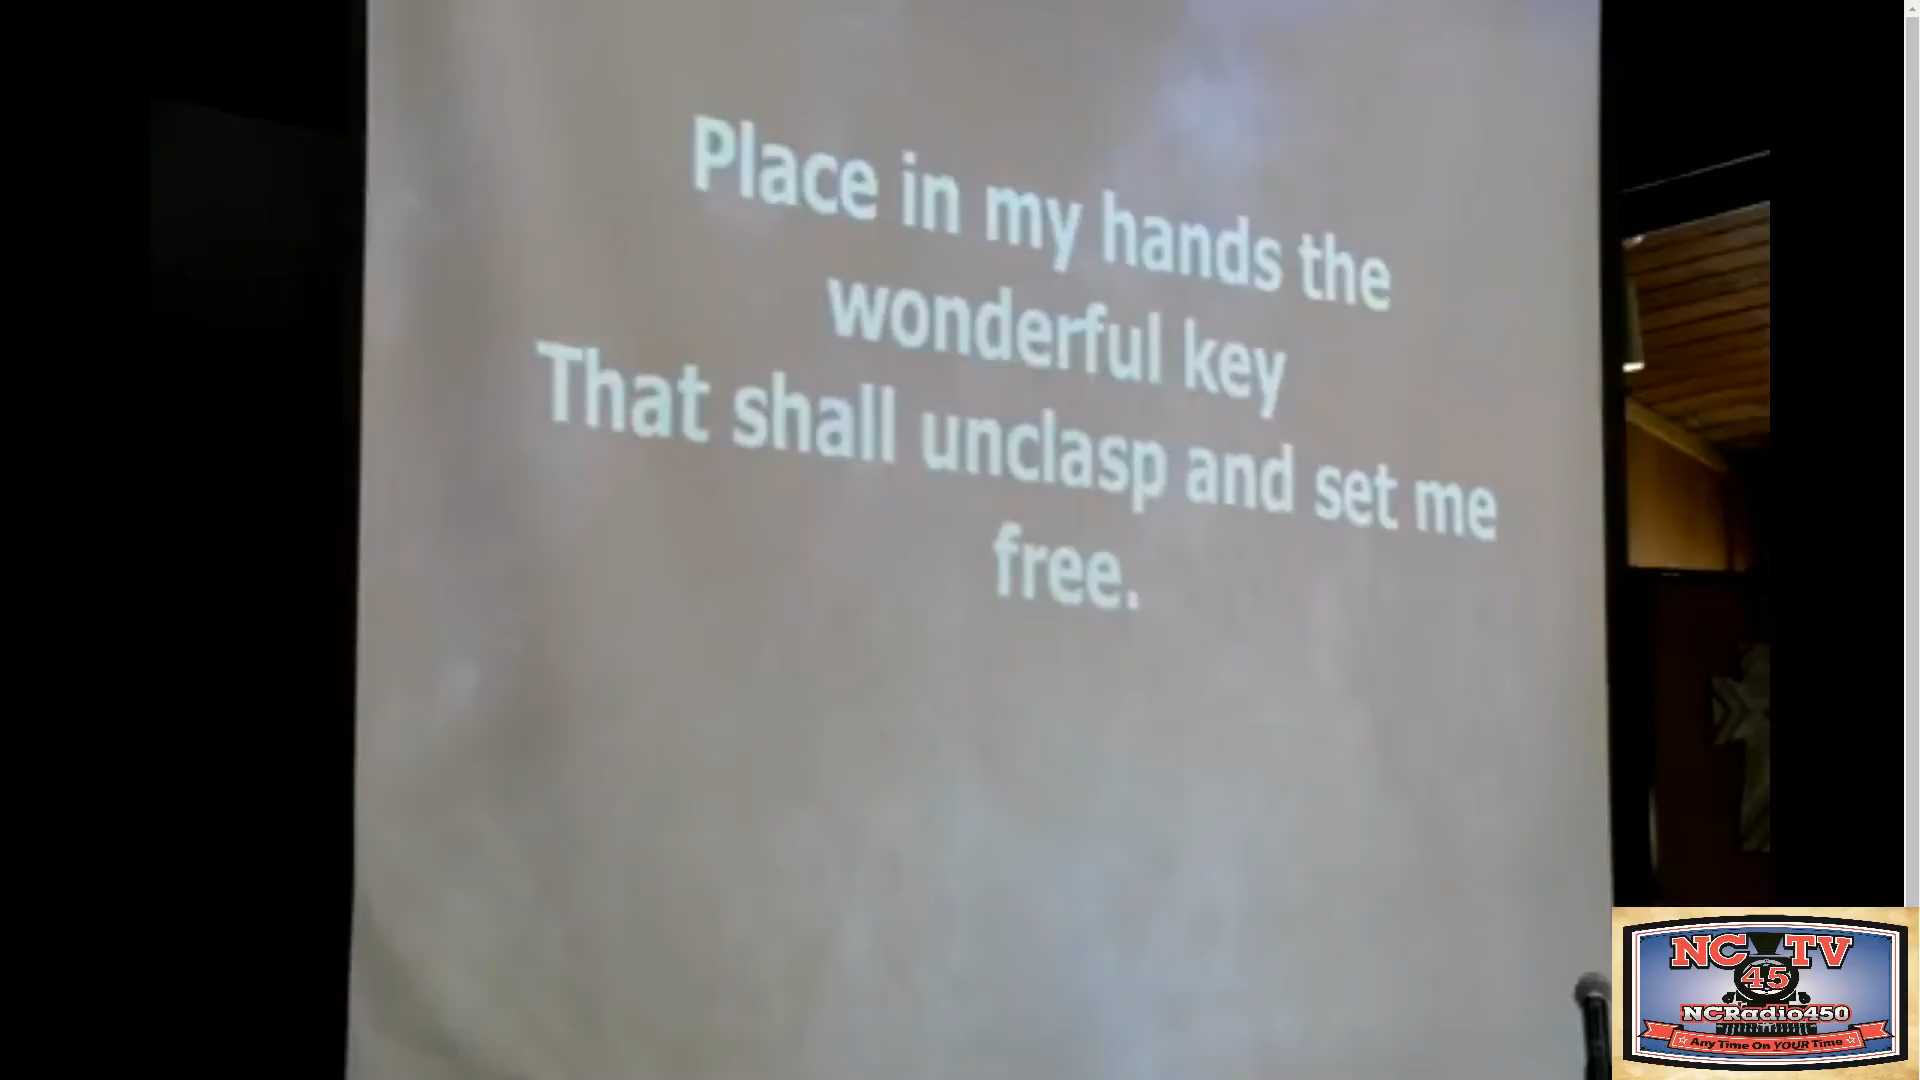 Place in my hands the
wonderful key
That shall unclasp and set me
free.
NC TV
45
NCRadio450
Any Time On YOUR Time